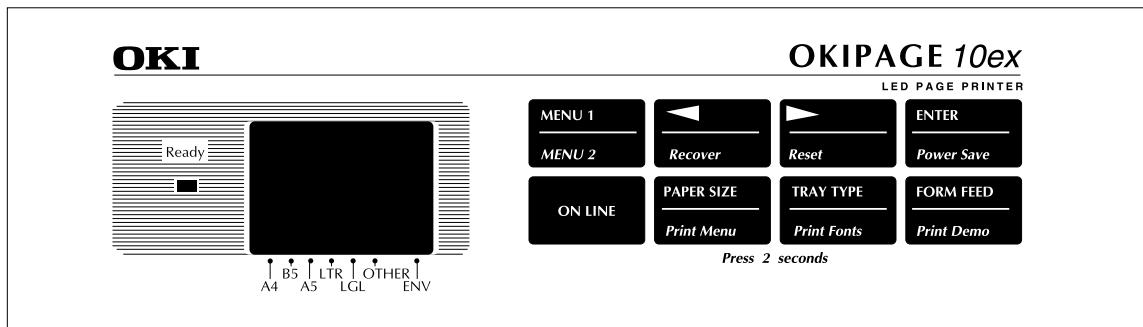 OKI
OKIPAGE 10ex
LED PAGE PRINTER
Ready
MENU 1
MENU 2
Recover
Reset
ENTER
Power Save
ON LINE
PAPER SIZE
Print Menu
TRAY TYPE
Print Fonts
FORM FEED
Print Demo
Press 2 seconds
A4 B5 A5 LTR LGL OTHER ENV